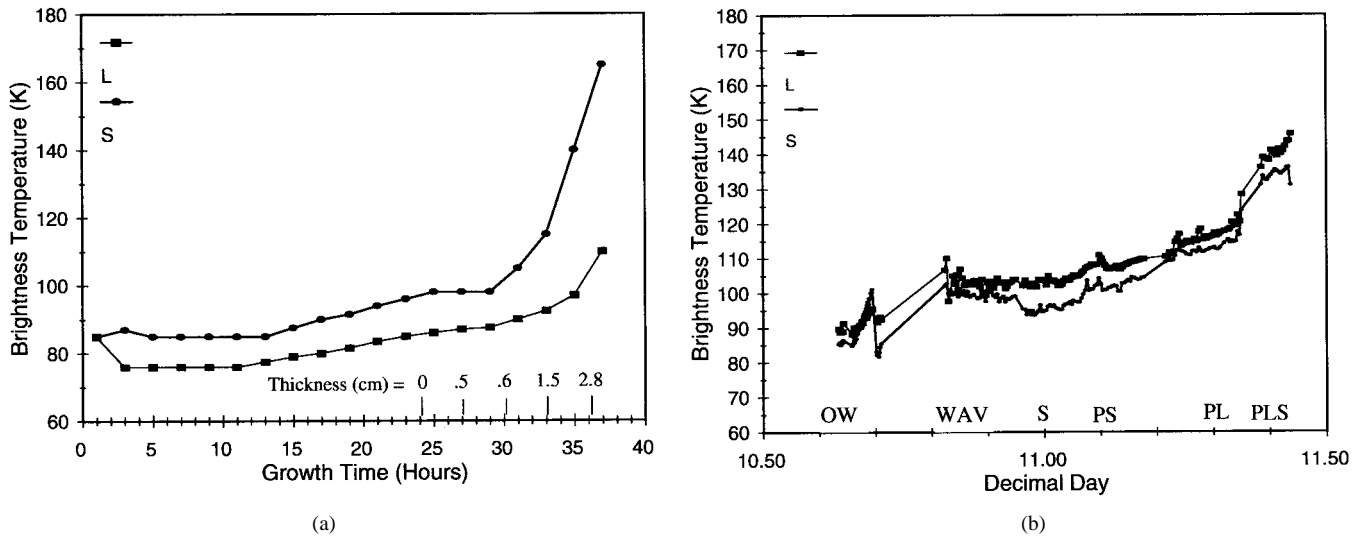 180
160
140
120
100
80
60
Brightness Temperature (K)
L
S
Thickness (cm) = 0 .5 .6 1.5 2.8
0 5 10 15 20 25 30 35 40
Growth Time (Hours)
(a)
180
170
160
150
140
130
120
110
100
90
80
70
60
Brightness Temperature (K)
L
S
OW WAV S PS PL PLS
10.50 11.00 11.50
Decimal Day
(b)